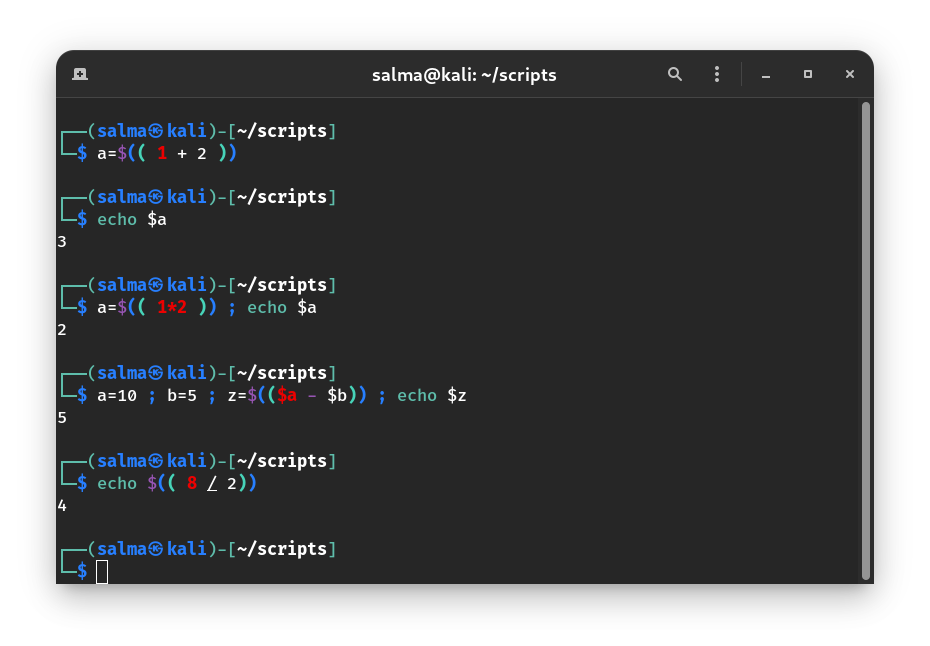 salma@kali: ~/scripts
(salma㉿kali)-[~/scripts]
$ a=$(( 1 + 2 ))
(salma㉿kali)-[~/scripts]
$ echo $a
3
(salma㉿kali)-[~/scripts]
$ a=$(( 1*2 )) ; echo $a
2
(salma㉿kali)-[~/scripts]
$ a=10 ; b=5 ; z=$(($a - $b)) ; echo $z
5
(salma㉿kali)-[~/scripts]
$ echo $(( 8 / 2))
4
(salma㉿kali)-[~/scripts]
$